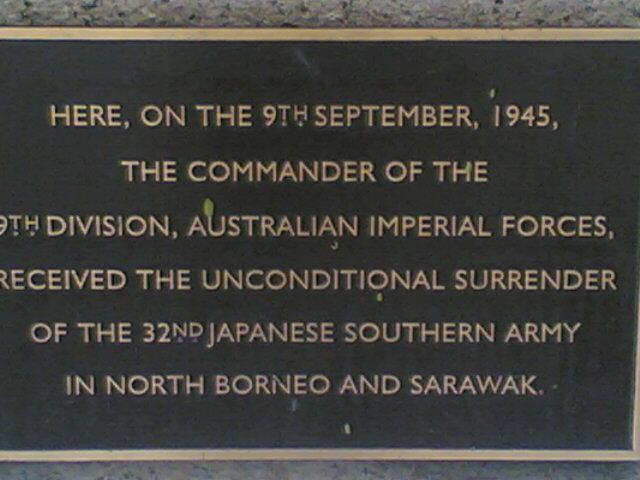 HERE, ON THE 9TH SEPTEMBER, 1945,
THE COMMANDER OF THE
9TH DIVISION, AUSTRALIAN IMPERIAL FORCES,
RECEIVED THE UNCONDITIONAL SURRENDER
OF THE 32ND JAPANESE SOUTHERN ARMY
IN NORTH BORNEO AND SARAWAK.